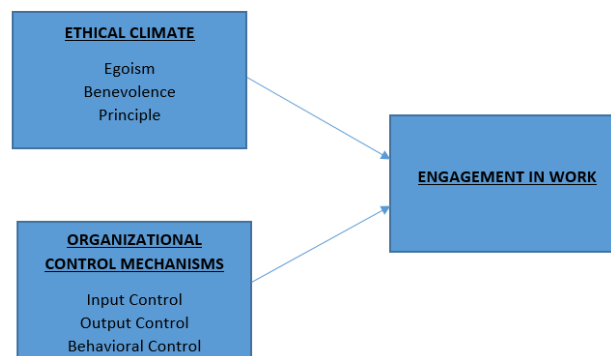 ETHICAL CLIMATE
Egoism
Benevolence
Principle
ENGAGEMENT IN WORK
ORGANIZATIONAL
CONTROL MECHANISMS
Input Control
Output Control
Behavioral Control